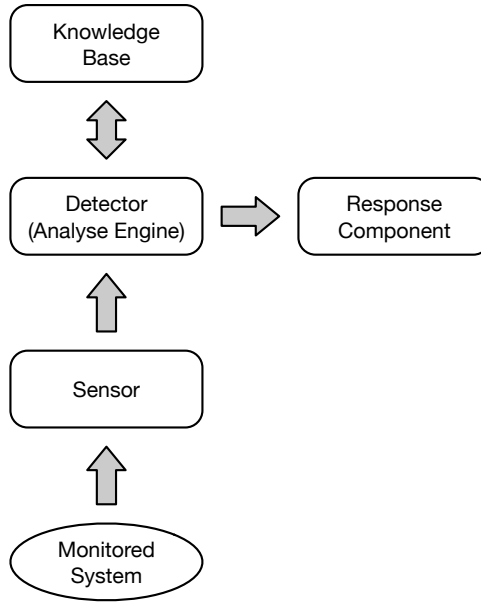 Knowledge
Base
Detector
(Analyse Engine)
Response
Component
Sensor
Monitored
System